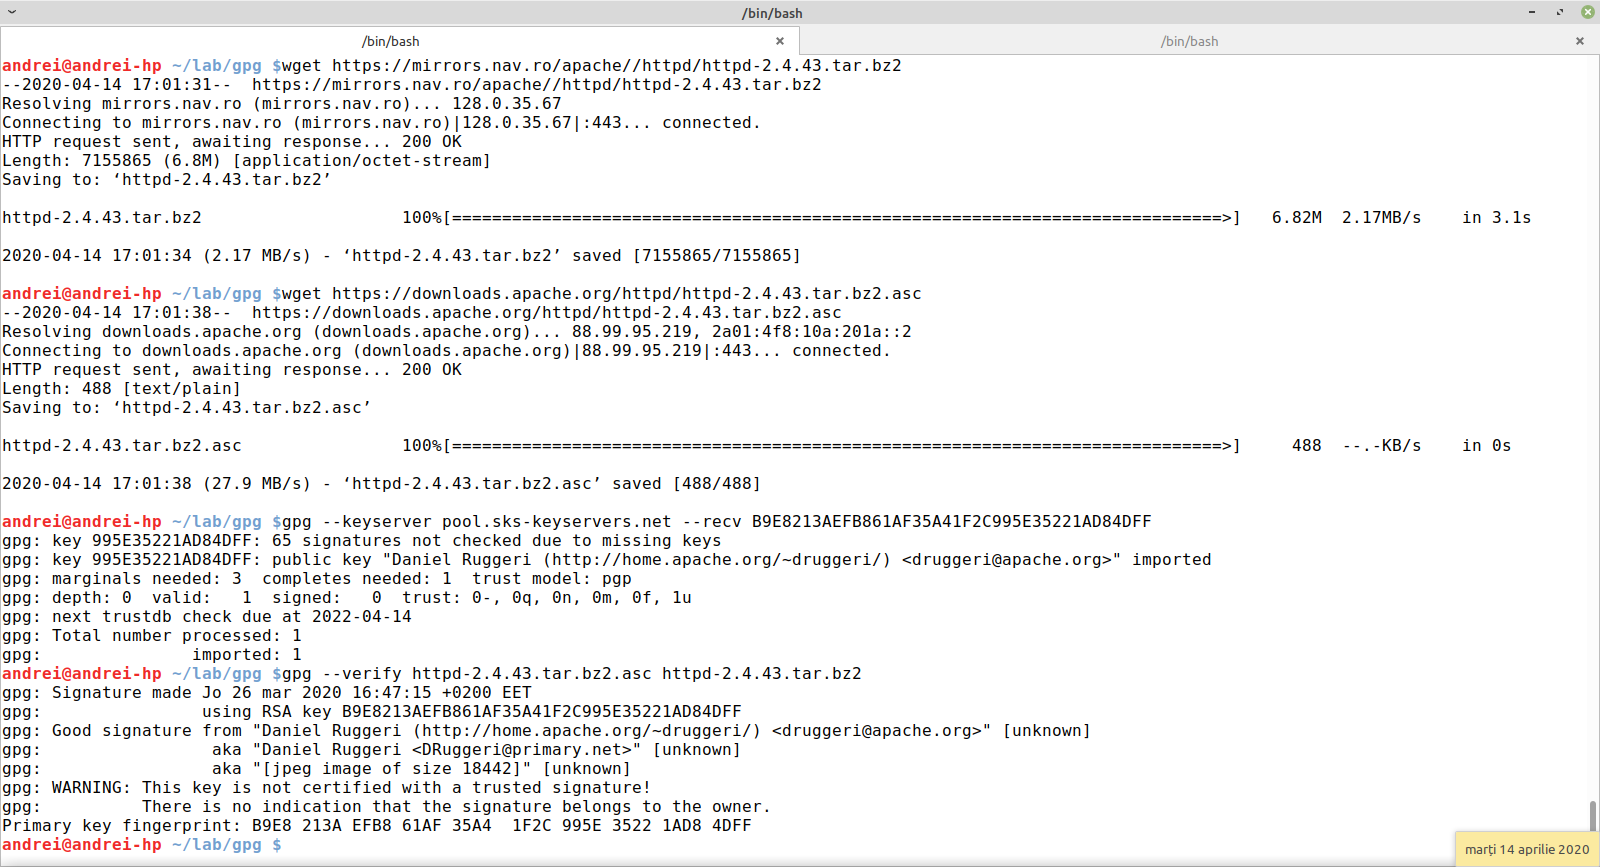 /bin/bash
/bin/bash
/bin/bash
andrei@andrei-hp ~/lab/gpg $wget https://mirrors.nav.ro/apache//httpd/httpd-2.4.43.tar.bz2
--2020-04-14 17:01:31--  https://mirrors.nav.ro/apache//httpd/httpd-2.4.43.tar.bz2
Resolving mirrors.nav.ro (mirrors.nav.ro)... 128.0.35.67
Connecting to mirrors.nav.ro (mirrors.nav.ro)|128.0.35.67|:443... connected.
HTTP request sent, awaiting response... 200 OK
Length: 7155865 (6.8M) [application/octet-stream]
Saving to: ‘httpd-2.4.43.tar.bz2’
httpd-2.4.43.tar.bz2                    100%[=============================================================================>]   6.82M  2.17MB/s    in 3.1s
2020-04-14 17:01:34 (2.17 MB/s) - ‘httpd-2.4.43.tar.bz2’ saved [7155865/7155865]
andrei@andrei-hp ~/lab/gpg $wget https://downloads.apache.org/httpd/httpd-2.4.43.tar.bz2.asc
--2020-04-14 17:01:38--  https://downloads.apache.org/httpd/httpd-2.4.43.tar.bz2.asc
Resolving downloads.apache.org (downloads.apache.org)... 88.99.95.219, 2a01:4f8:10a:201a::2
Connecting to downloads.apache.org (downloads.apache.org)|88.99.95.219|:443... connected.
HTTP request sent, awaiting response... 200 OK
Length: 488 [text/plain]
Saving to: ‘httpd-2.4.43.tar.bz2.asc’
httpd-2.4.43.tar.bz2.asc                100%[=============================================================================>]     488  --.-KB/s    in 0s
2020-04-14 17:01:38 (27.9 MB/s) - ‘httpd-2.4.43.tar.bz2.asc’ saved [488/488]
andrei@andrei-hp ~/lab/gpg $gpg --keyserver pool.sks-keyservers.net --recv B9E8213AEFB861AF35A41F2C995E35221AD84DFF
gpg: key 995E35221AD84DFF: 65 signatures not checked due to missing keys
gpg: key 995E35221AD84DFF: public key "Daniel Ruggeri (http://home.apache.org/~druggeri/) <druggeri@apache.org>" imported
gpg: marginals needed: 3  completes needed: 1  trust model: pgp
gpg: depth: 0  valid:   1  signed:   0  trust: 0-, 0q, 0n, 0m, 0f, 1u
gpg: next trustdb check due at 2022-04-14
gpg: Total number processed: 1
gpg:               imported: 1
andrei@andrei-hp ~/lab/gpg $gpg --verify httpd-2.4.43.tar.bz2.asc httpd-2.4.43.tar.bz2
gpg: Signature made Jo 26 mar 2020 16:47:15 +0200 EET
gpg:                using RSA key B9E8213AEFB861AF35A41F2C995E35221AD84DFF
gpg: Good signature from "Daniel Ruggeri (http://home.apache.org/~druggeri/) <druggeri@apache.org>" [unknown]
gpg:                 aka "Daniel Ruggeri <DRuggeri@primary.net>" [unknown]
gpg:                 aka "[jpeg image of size 18442]" [unknown]
gpg: WARNING: This key is not certified with a trusted signature!
gpg:          There is no indication that the signature belongs to the owner.
Primary key fingerprint: B9E8 213A EFB8 61AF 35A4  1F2C 995E 3522 1AD8 4DFF
andrei@andrei-hp ~/lab/gpg $
marți 14 aprilie 2020